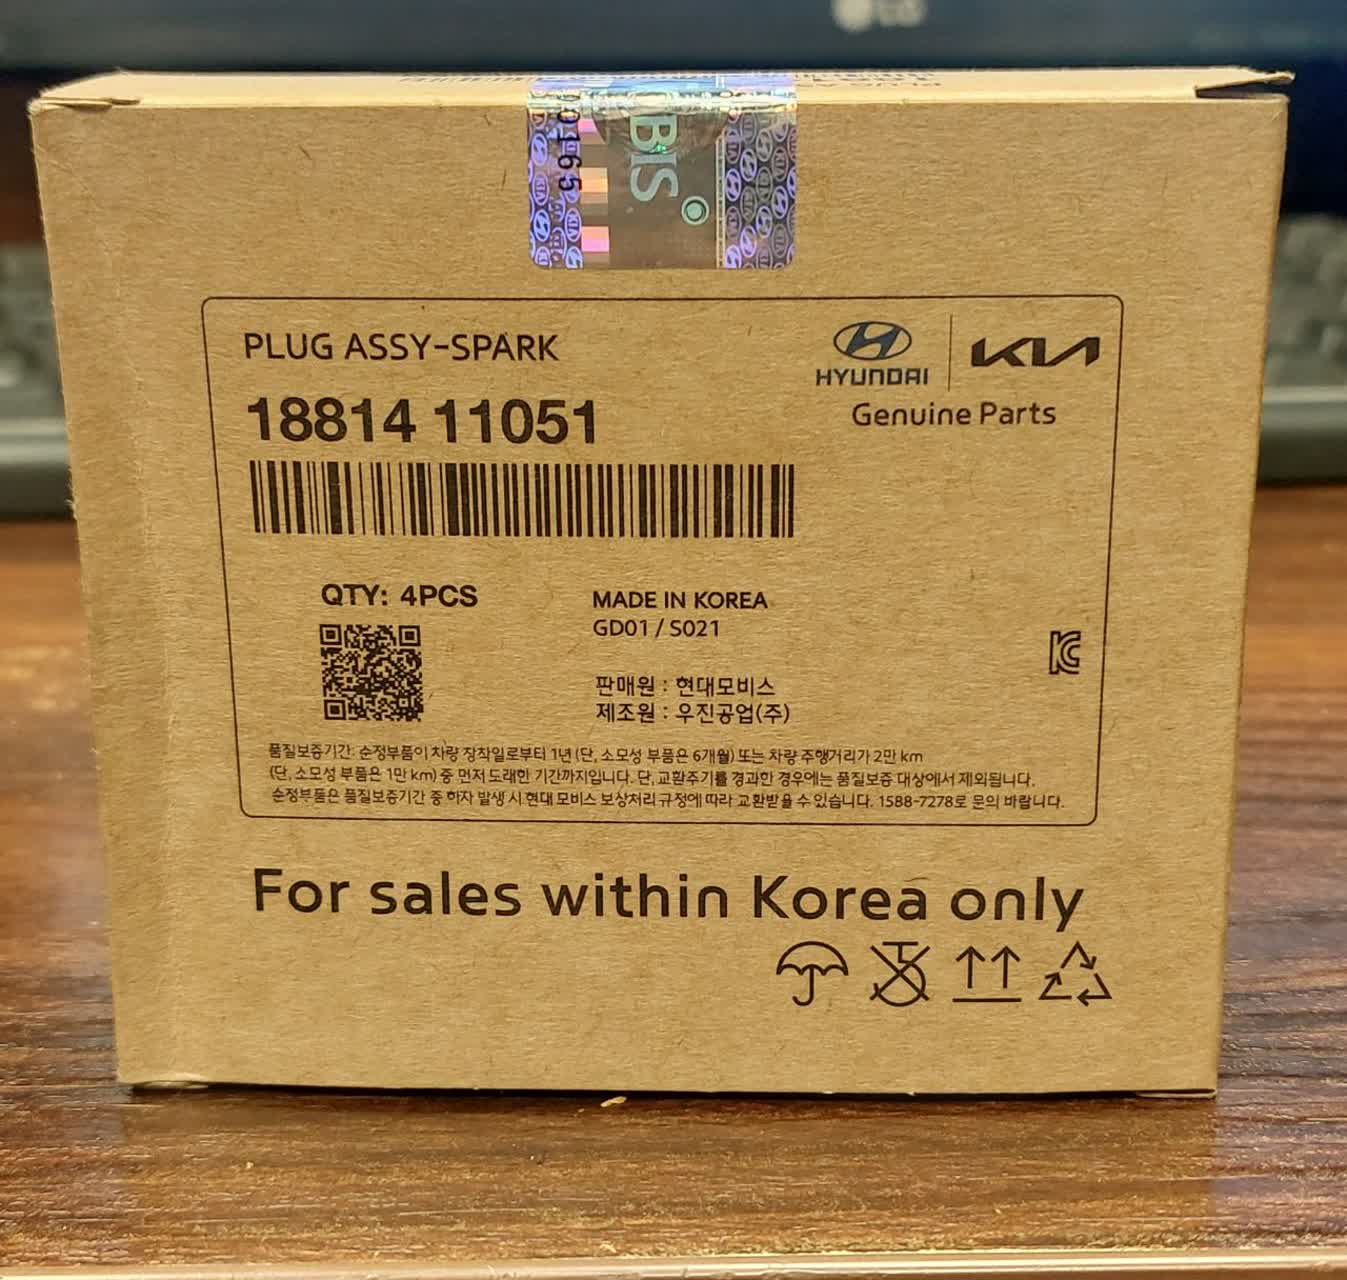 LG
PLUG AS
0165
BIS
PLUG ASSY-SPARK
HYUNDAI
KIA
18814 11051
Genuine Parts
QTY: 4PCS
MADE IN KOREA
GD01 / S021
판매원 : 현대모비스
제조원 : 우진공업(주)
품질보증기간: 순정부품이 차량 장착일로부터 1년 (단, 소모성 부품은 6개월) 또는 차량 주행거리가 2만 km
(단, 소모성 부품은 1만 km) 중 먼저 도래한 기간까지입니다. 단, 교환주기를 경과한 경우에는 품질보증 대상에서 제외됩니다.
순정부품은 품질보증기간 중 하자 발생 시 현대 모비스 보상처리 규정에 따라 교환받을 수 있습니다. 1588-7278로 문의 바랍니다.
For sales within Korea only